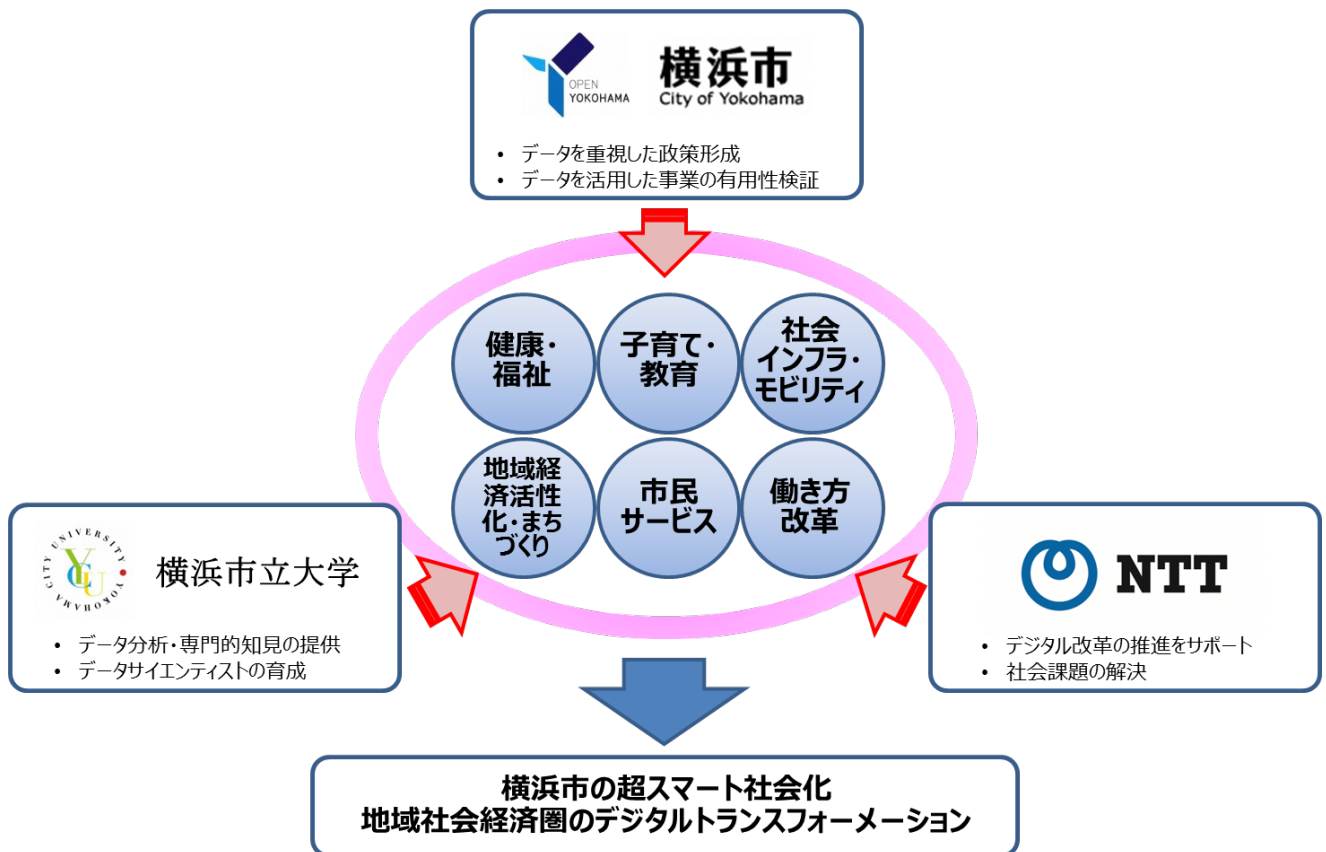 OPEN
YOKOHAMA
横浜市
City of Yokohama
• データを重視した政策形成
• データを活用した事業の有用性検証
健康・
福祉
子育て・
教育
社会
インフラ・
モビリティ
地域経
済活性
化・まち
づくり
市民
サービス
働き方
改革
YOKOHAMA CITY UNIVERSITY
YCU
横浜市立大学
• データ分析・専門的知見の提供
• データサイエンティストの育成
NTT
• デジタル改革の推進をサポート
• 社会課題の解決
横浜市の超スマート社会化
地域社会経済圏のデジタルトランスフォーメーション